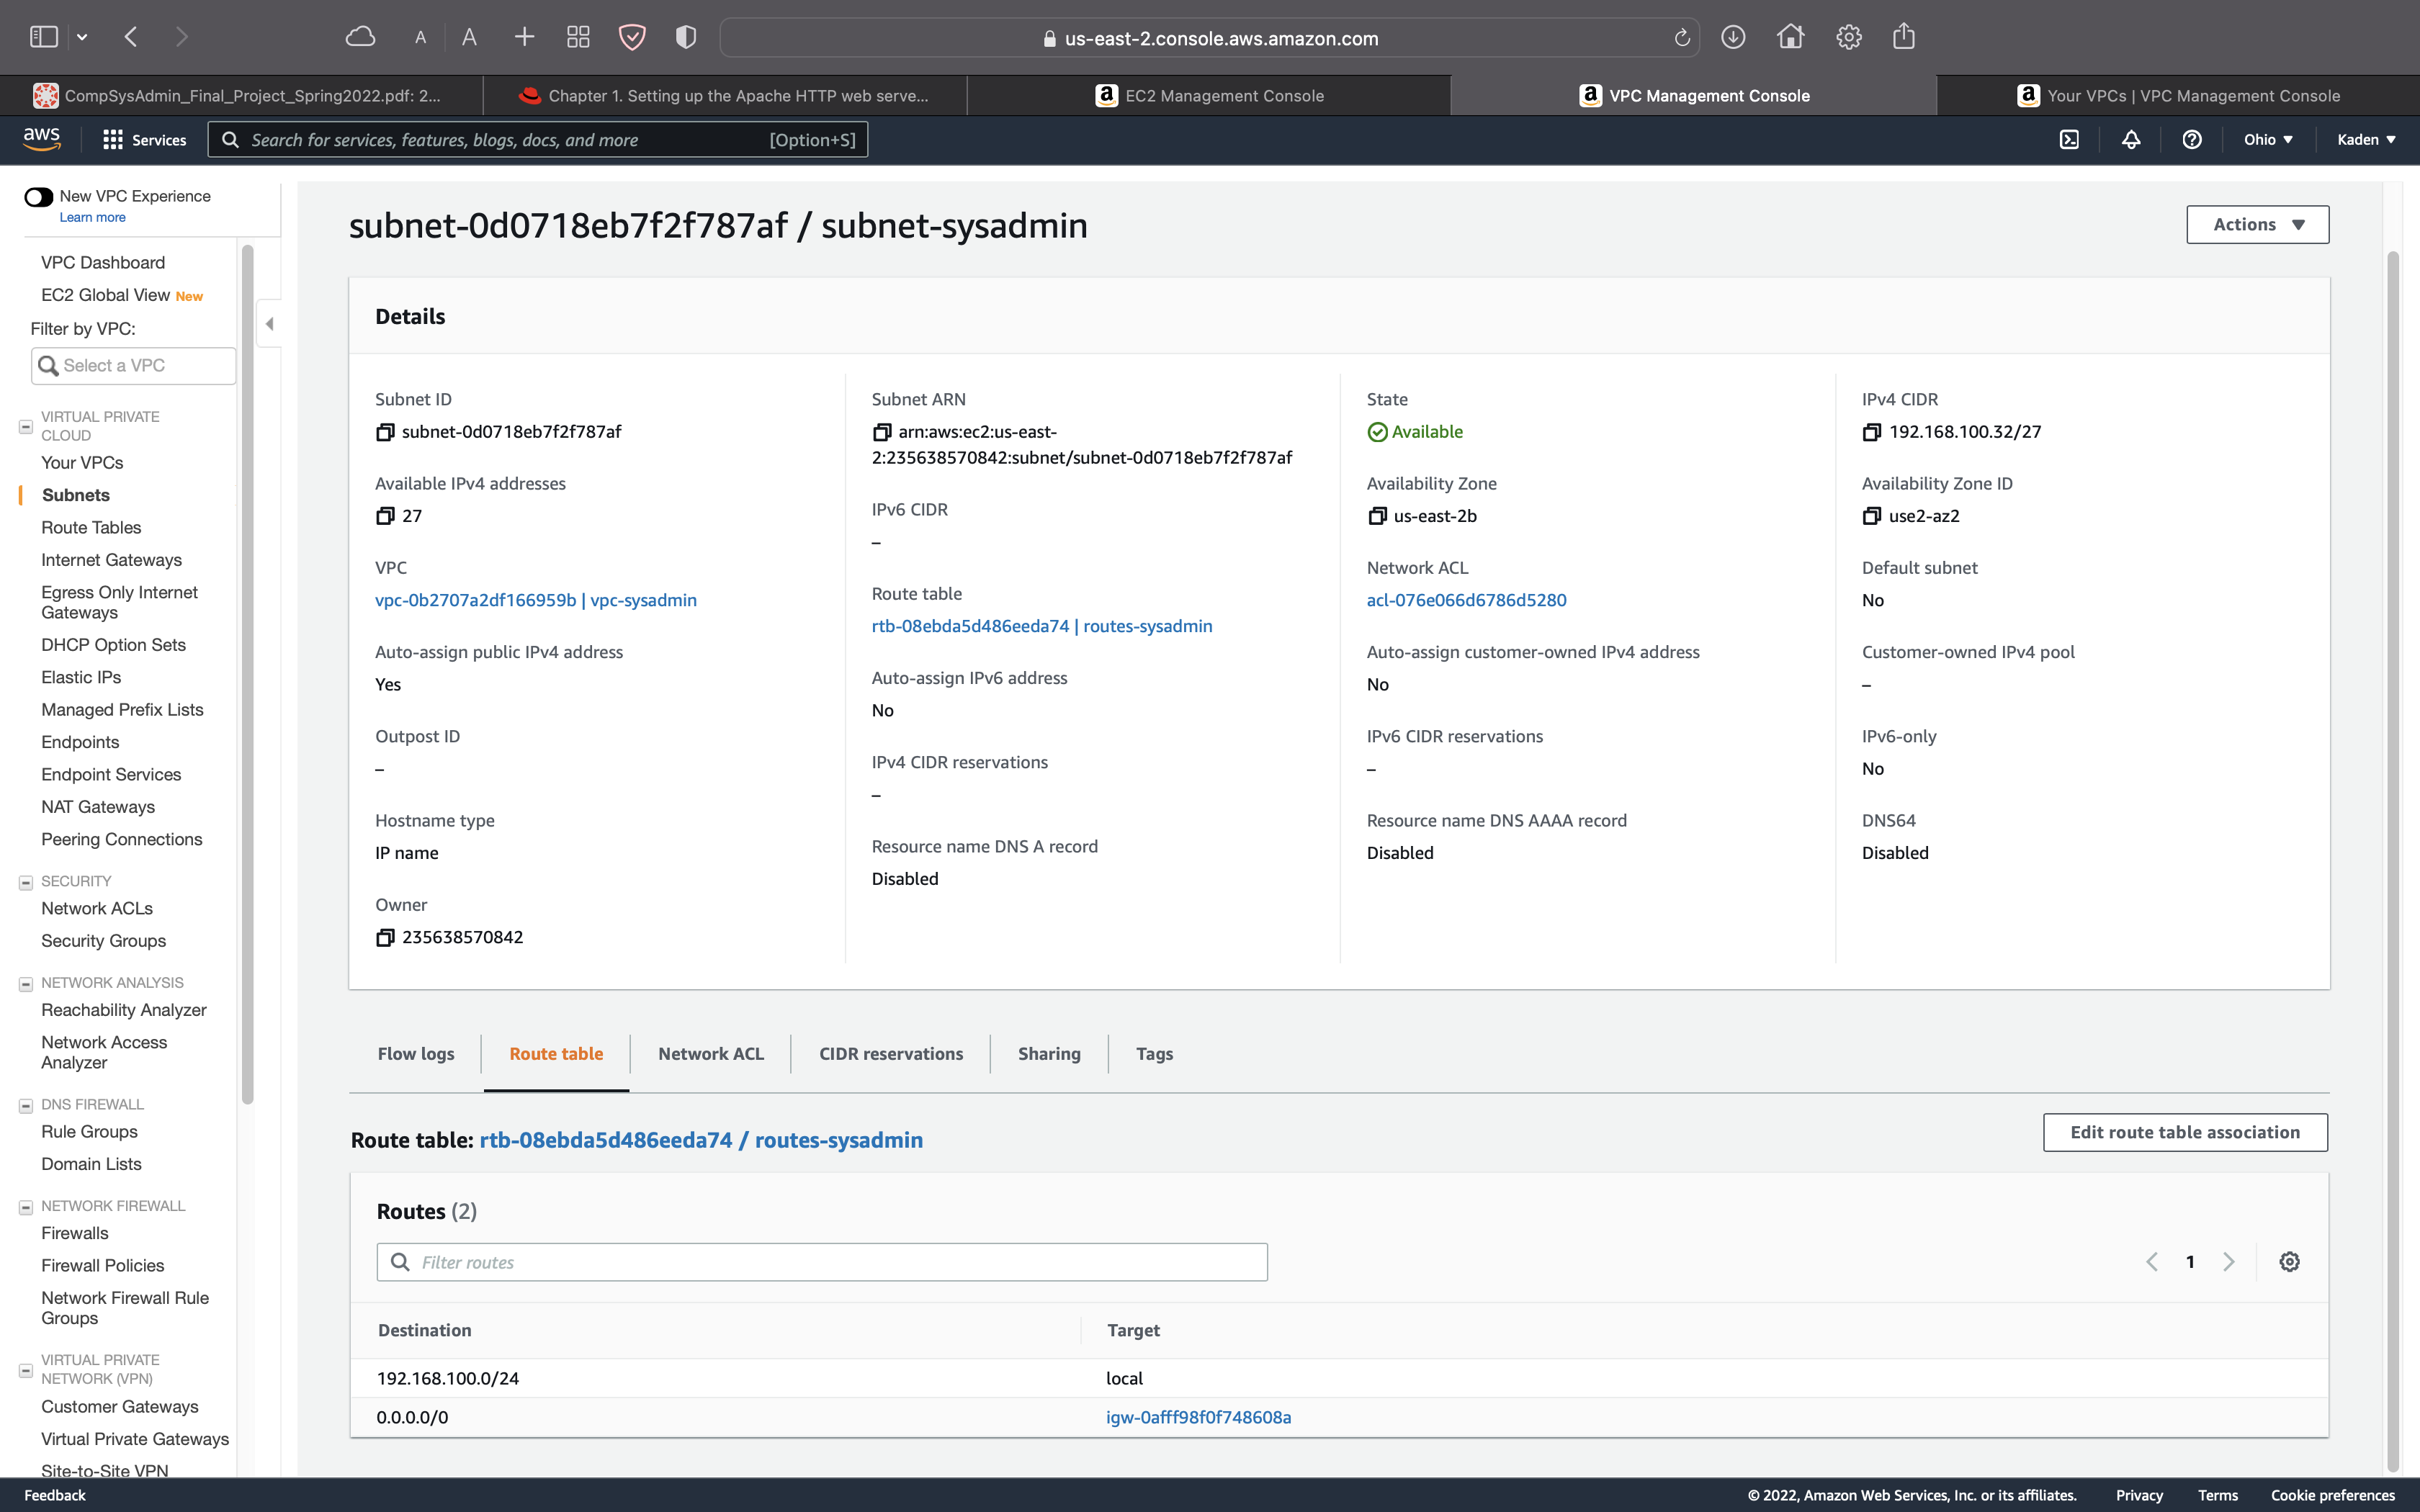 A A
us-east-2.console.aws.amazon.com
CompSysAdmin_Final_Project_Spring2022.pdf: 2...
Chapter 1. Setting up the Apache HTTP web serve...
a EC2 Management Console
a VPC Management Console
a Your VPCs | VPC Management Console
aws
Services
Search for services, features, blogs, docs, and more [Option+S]
Ohio
Kaden
New VPC Experience
Learn more
VPC Dashboard
EC2 Global View New
Filter by VPC:
Select a VPC
VIRTUAL PRIVATE
CLOUD
Your VPCs
Subnets
Route Tables
Internet Gateways
Egress Only Internet
Gateways
DHCP Option Sets
Elastic IPs
Managed Prefix Lists
Endpoints
Endpoint Services
NAT Gateways
Peering Connections
SECURITY
Network ACLs
Security Groups
NETWORK ANALYSIS
Reachability Analyzer
Network Access
Analyzer
DNS FIREWALL
Rule Groups
Domain Lists
NETWORK FIREWALL
Firewalls
Firewall Policies
Network Firewall Rule
Groups
VIRTUAL PRIVATE
NETWORK (VPN)
Customer Gateways
Virtual Private Gateways
Site-to-Site VPN
subnet-0d0718eb7f2f787af / subnet-sysadmin
Actions
Details
Subnet ID
subnet-0d0718eb7f2f787af
Available IPv4 addresses
27
VPC
vpc-0b2707a2df166959b | vpc-sysadmin
Auto-assign public IPv4 address
Yes
Outpost ID
–
Hostname type
IP name
Owner
235638570842
Subnet ARN
arn:aws:ec2:us-east-
2:235638570842:subnet/subnet-0d0718eb7f2f787af
IPv6 CIDR
–
Route table
rtb-08ebda5d486eeda74 | routes-sysadmin
Auto-assign IPv6 address
No
IPv4 CIDR reservations
–
Resource name DNS A record
Disabled
State
Available
Availability Zone
us-east-2b
Network ACL
acl-076e066d6786d5280
Auto-assign customer-owned IPv4 address
No
IPv6 CIDR reservations
–
Resource name DNS AAAA record
Disabled
IPv4 CIDR
192.168.100.32/27
Availability Zone ID
use2-az2
Default subnet
No
Customer-owned IPv4 pool
–
IPv6-only
No
DNS64
Disabled
Flow logs
Route table
Network ACL
CIDR reservations
Sharing
Tags
Route table: rtb-08ebda5d486eeda74 / routes-sysadmin
Edit route table association
Routes (2)
Filter routes
1
Destination Target
192.168.100.0/24 local
0.0.0.0/0 igw-0afff98f0f748608a
Feedback
© 2022, Amazon Web Services, Inc. or its affiliates. Privacy Terms Cookie preferences